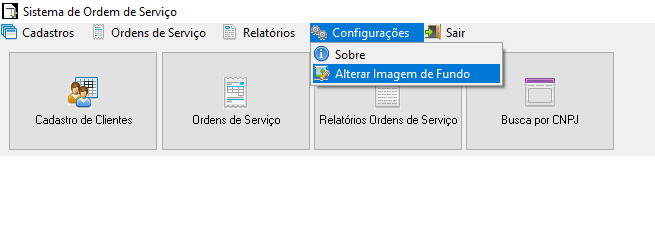 Sistema de Ordem de Serviço
Cadastros Ordens de Serviço Relatórios Configurações Sair
Sobre
Alterar Imagem de Fundo
Cadastro de Clientes Ordens de Serviço Relatórios Ordens de Serviço Busca por CNPJ